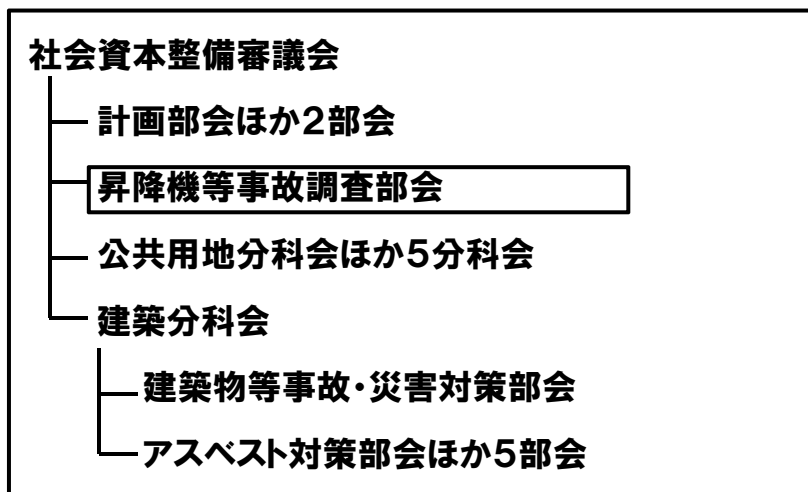 社会資本整備審議会
計画部会ほか2部会
昇降機等事故調査部会
公共用地分科会ほか5分科会
建築分科会
建築物等事故・災害対策部会
アスベスト対策部会ほか5部会